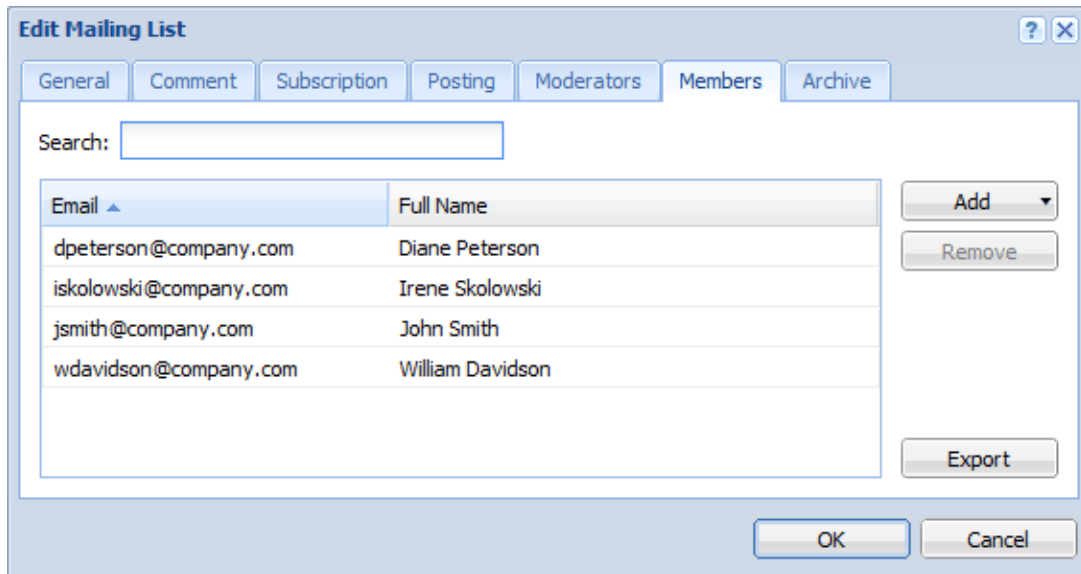 Edit Mailing List
?
General Comment Subscription Posting Moderators Members Archive
Search:
Email Full Name
Add
dpeterson@company.com Diane Peterson
Remove
iskolowski@company.com Irene Skolowski
jsmith@company.com John Smith
wdavidson@company.com William Davidson
Export
OK Cancel